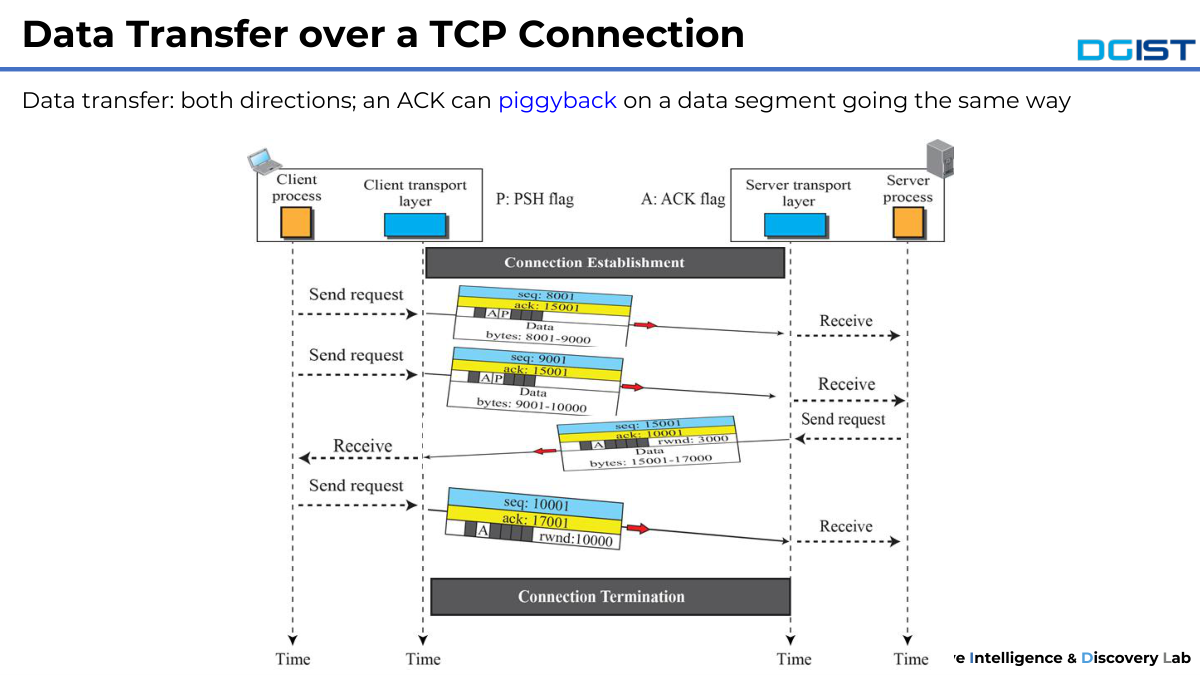 Data Transfer over a TCP Connection
DGIST
Data transfer: both directions; an ACK can piggyback on a data segment going the same way
Client
process
Client transport
layer
P: PSH flag
A: ACK flag
Server transport
layer
Server
process
Connection Establishment
Send request
seq: 8001
ack: 15001
A P
Data
bytes: 8001-9000
Receive
Send request
seq: 9001
ack: 15001
A P
Data
bytes: 9001-10000
Receive
Send request
seq: 15001
ack: 10001
A rwnd: 3000
Data
bytes: 15001-17000
Receive
Send request
seq: 10001
ack: 17001
A rwnd:10000
Receive
Connection Termination
Time
Time
Time
Time
Intelligence & Discovery Lab